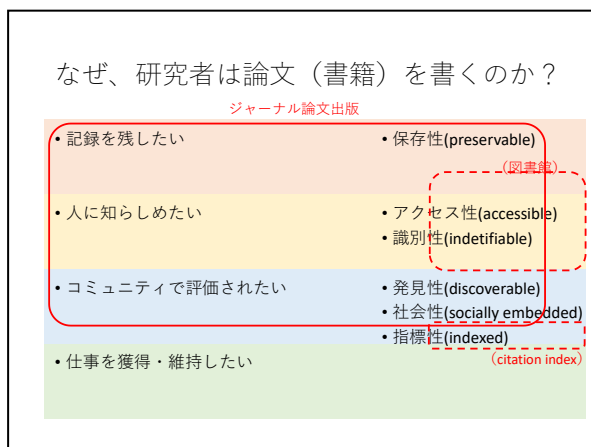 なぜ、研究者は論文（書籍）を書くのか？
ジャーナル論文出版
• 記録を残したい
• 保存性(preservable)
（図書館）
• 人に知らしめたい
• アクセス性(accessible)
• 識別性(indetifiable)
• コミュニティで評価されたい
• 発見性(discoverable)
• 社会性(socially embedded)
• 指標性(indexed)
（citation index）
• 仕事を獲得・維持したい